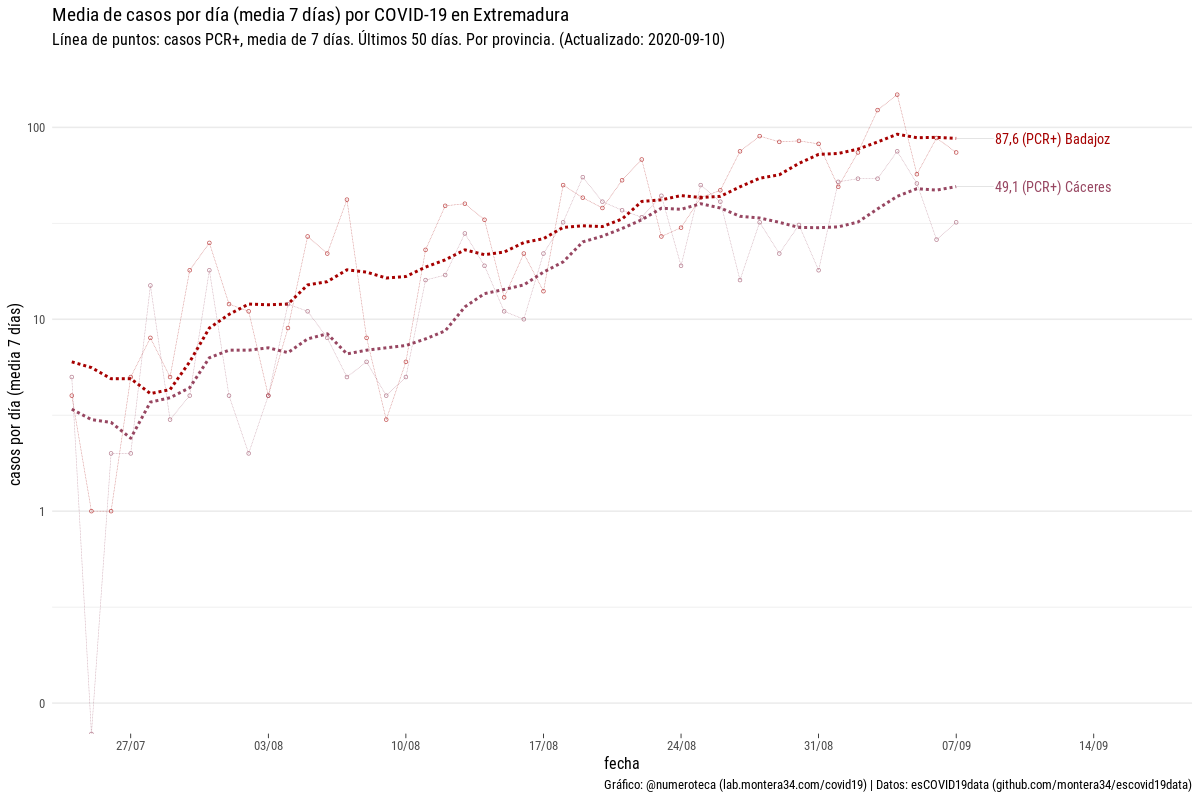 Media de casos por día (media 7 días) por COVID-19 en Extremadura
Línea de puntos: casos PCR+, media de 7 días. Últimos 50 días. Por provincia. (Actualizado: 2020-09-10)
casos por día (media 7 días)
100
10
1
0
87,6 (PCR+) Badajoz
49,1 (PCR+) Cáceres
27/07
03/08
10/08
17/08
24/08
31/08
07/09
14/09
fecha
Gráfico: @numeroteca (lab.montera34.com/covid19) | Datos: esCOVID19data (github.com/montera34/escovid19data)